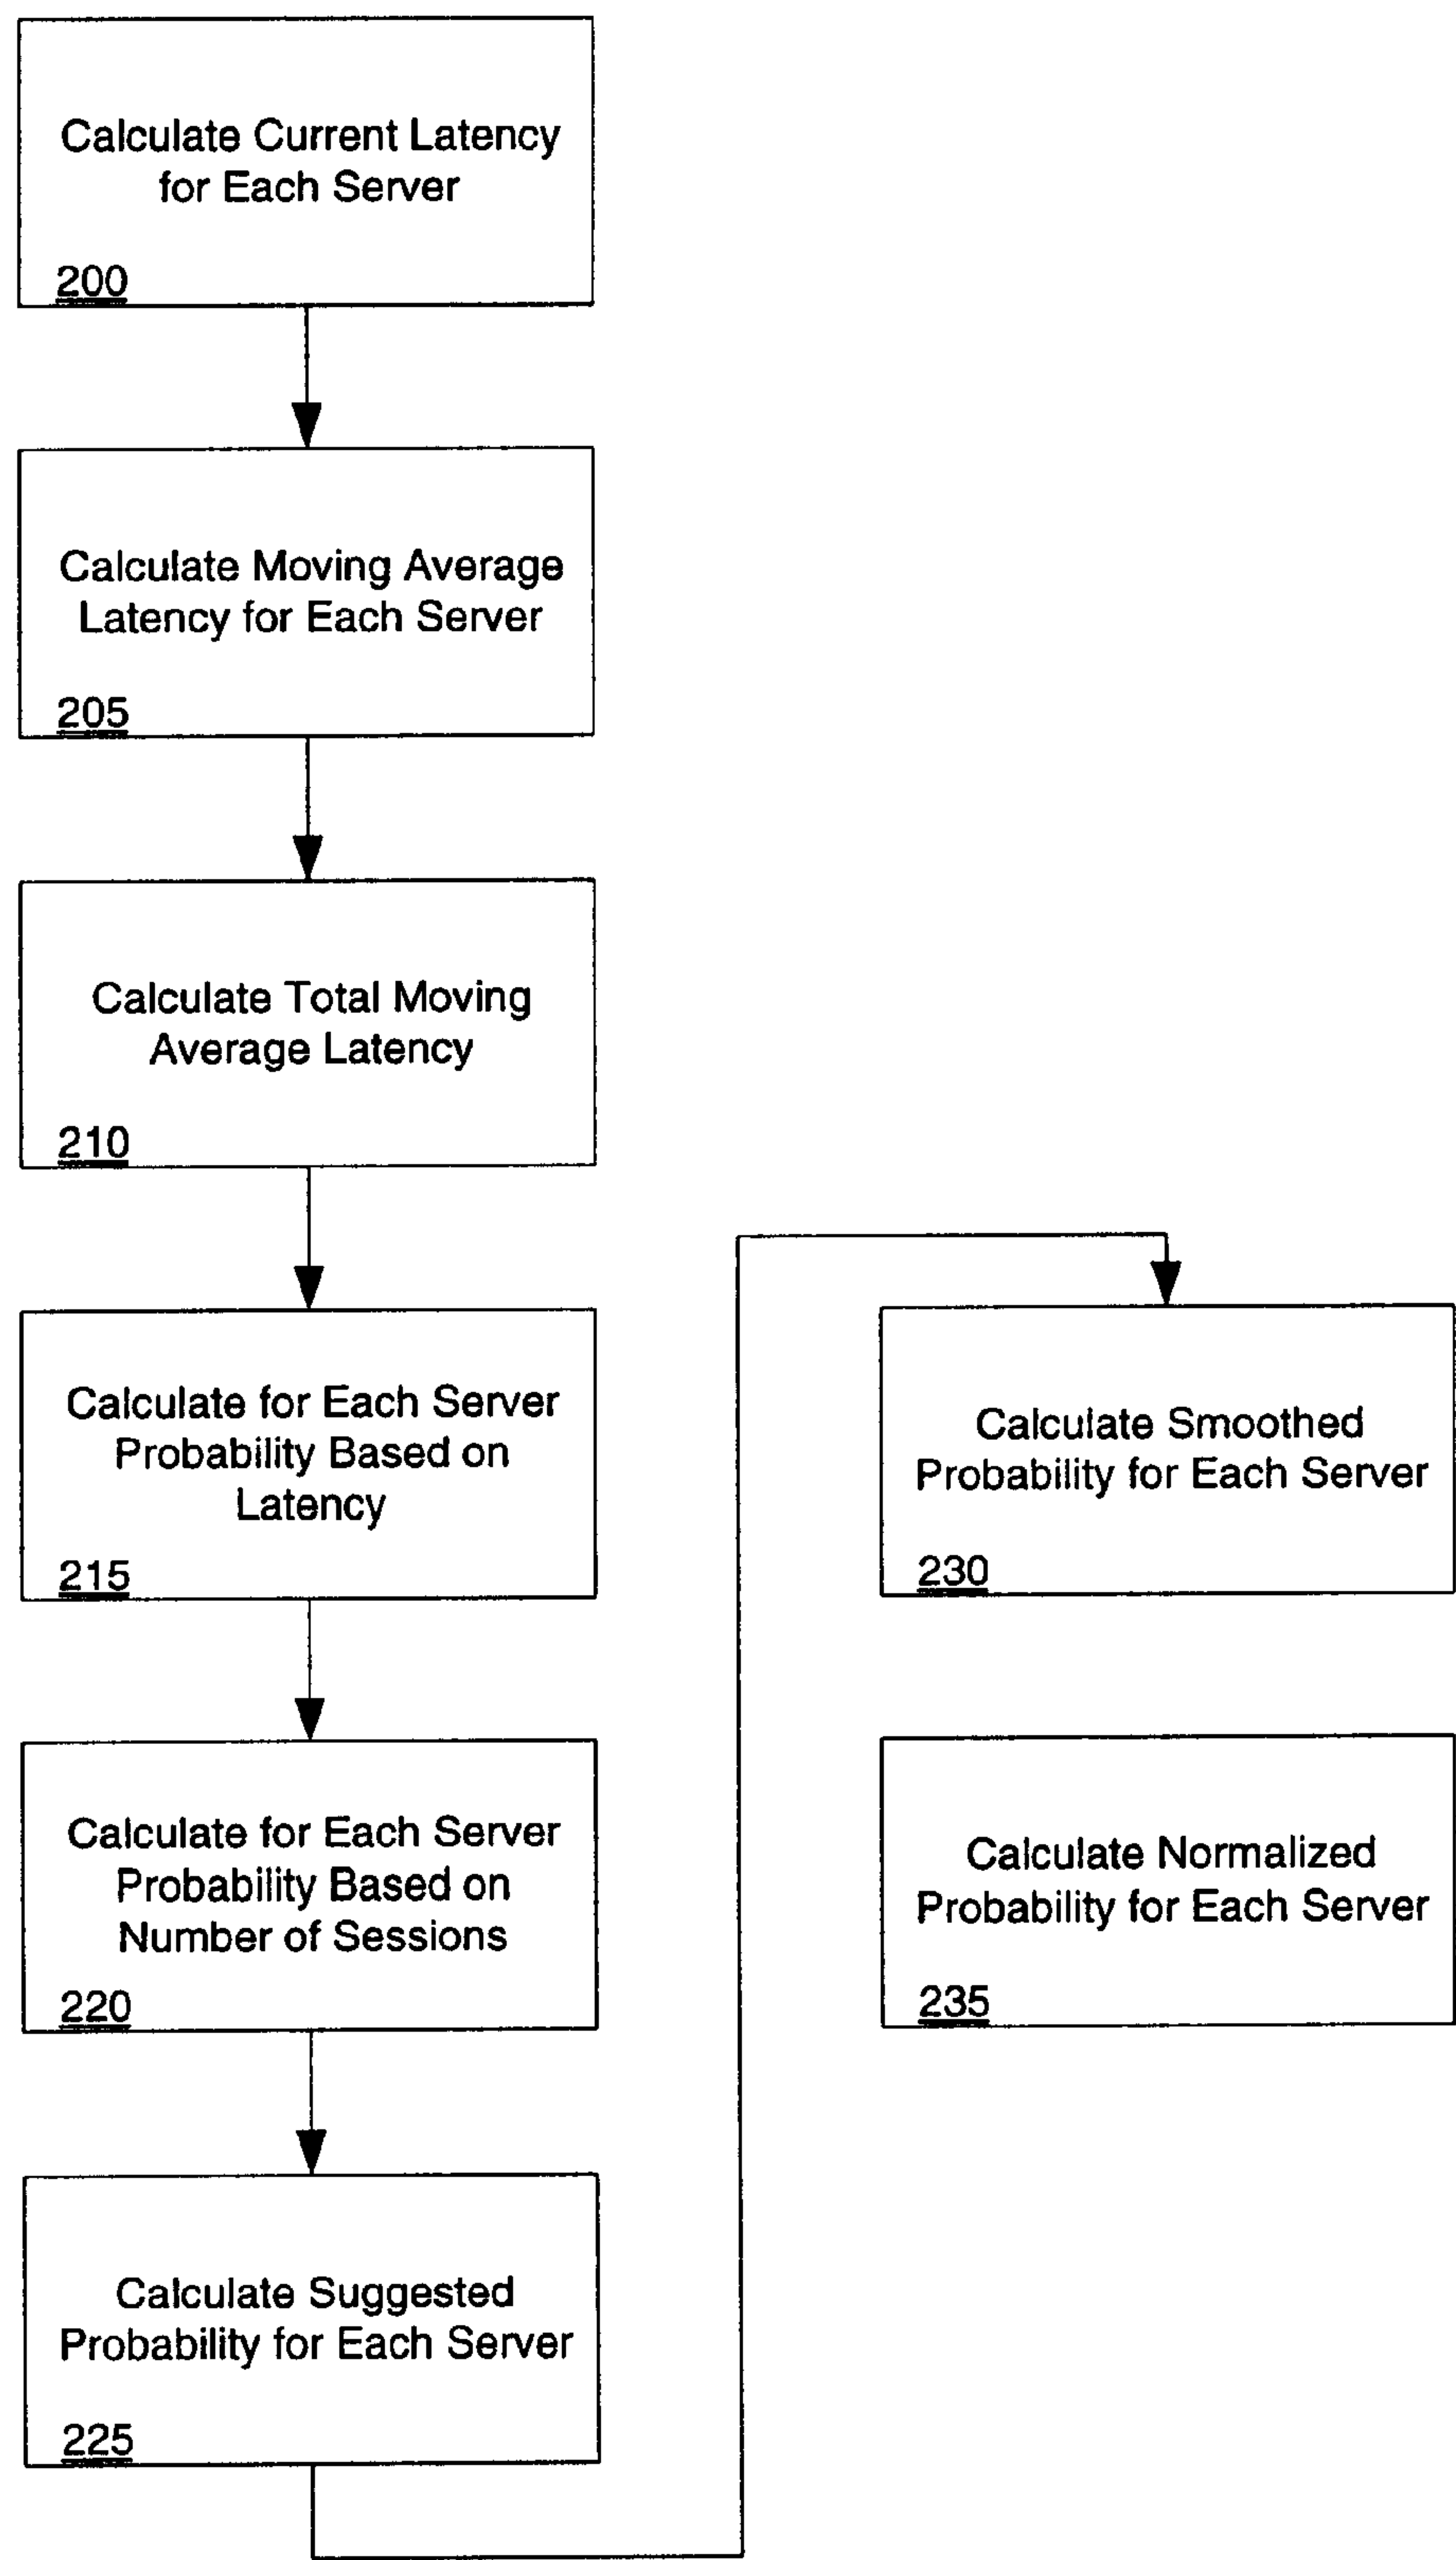 Calculate Current Latency
for Each Server
200
Calculate Moving Average
Latency for Each Server
205
Calculate Total Moving
Average Latency
210
Calculate for Each Server
Probability Based on
Latency
215
Calculate for Each Server
Probability Based on
Number of Sessions
220
Calculate Suggested
Probability for Each Server
225
Calculate Smoothed
Probability for Each Server
230
Calculate Normalized
Probability for Each Server
235